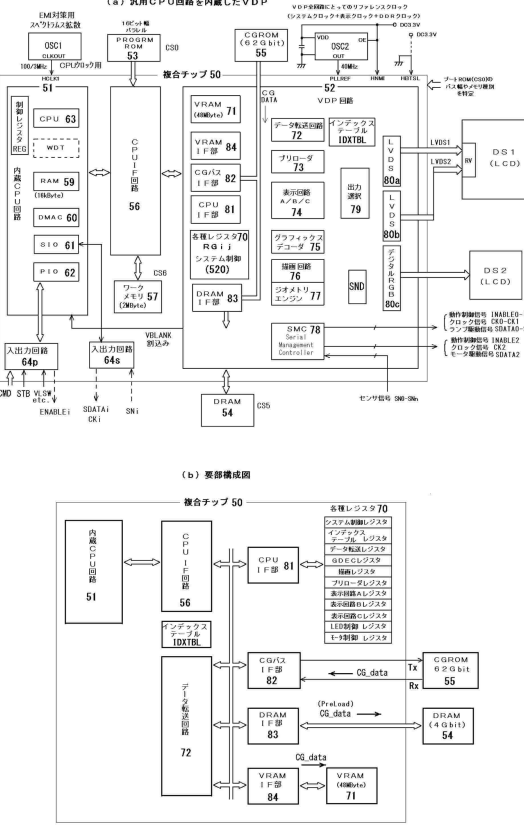 (a) 汎用CPU回路を内蔵したVDP
EMI対策用
スペクトラム拡散
OSC1
CLKOUT
100/3MHz
CPUクロック用
HCLKI
16ビット幅
パラレル
PROGRM
ROM
53
CS0
CGROM
(62Gbit)
55
VDP全回路にとってのリファレンスクロック
(システムクロック+表示クロック+DDRクロック)
DC3.3V
VDD
OE
OSC2
OUT
40MHz
DC3.3V
PLLREF
HNMI
HBTSL
ブートROM(CS0)の
バス幅やメモリ種別
を特定
複合チップ 50
51
制御レジスタ
REG
内蔵CPU回路
CPU 63
WDT
RAM 59
(16kByte)
DMAC 60
SIO 61
PIO 62
CPUIF回路
56
CS6
ワーク
メモリ 57
(2MByte)
VBLANK
割込み
入出力回路
64p
入出力回路
64s
CMD STB VLSW
etc.
ENABLEi
SDATAi
CKi
SNi
52
VDP 回路
CG
DATA
VRAM 71
(48MByte)
VRAM
IF部 84
CGバス
IF部 82
CPU
IF部 81
各種レジスタ70
RGij
システム制御
(520)
DRAM
IF部 83
データ転送回路
72
インデックス
テーブル
IDXTBL
プリローダ
73
表示回路
A/B/C
74
出力
選択
79
グラフィックス
デコーダ 75
描画回路
76
ジオメトリ
エンジン 77
SND
SMC 78
Serial
Management
Controller
LVDS
80a
LVDS
80b
デジタルRGB
80c
LVDS1
LVDS2
RV
DS1
(LCD)
DS2
(LCD)
動作制御信号 INABLE0-
クロック信号 CK0-CK1
ランプ駆動信号 SDATA0-
動作制御信号 INABLE2
クロック信号 CK2
モータ駆動信号 SDATA2
センサ信号 SN0-SNn
DRAM
54
CS5
(b) 要部構成図
複合チップ 50
内蔵CPU回路
51
CPUIF回路
56
インデックス
テーブル
IDXTBL
データ転送回路
72
CPU
IF部 81
各種レジスタ 70
システム制御レジスタ
インデックス
テーブル レジスタ
データ転送レジスタ
GDECレジスタ
描画レジスタ
プリローダレジスタ
表示回路Aレジスタ
表示回路Bレジスタ
表示回路Cレジスタ
LED制御 レジスタ
モータ制御 レジスタ
CGバス
IF部
82
CG_data
Tx
Rx
CGROM
62Gbit
55
DRAM
IF部
83
(PreLoad)
CG_data
DRAM
(4Gbit)
54
VRAM
IF部
84
CG_data
VRAM
(48MByte)
71